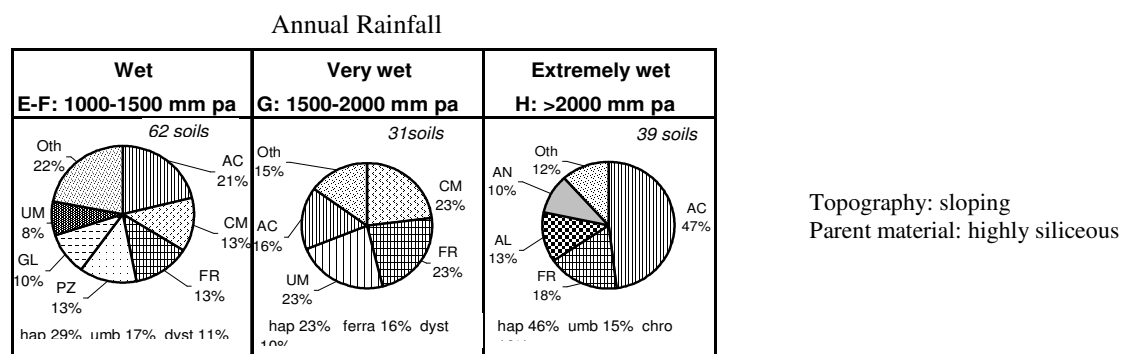 Annual Rainfall
Wet
E-F: 1000-1500 mm pa
62 soils
Oth
22%
AC
21%
CM
13%
FR
13%
PZ
13%
GL
10%
UM
8%
hap 29% umb 17% dyst 11%
Very wet
G: 1500-2000 mm pa
31soils
Oth
15%
CM
23%
FR
23%
UM
23%
AC
16%
hap 23% ferra 16% dyst
Extremely wet
H: >2000 mm pa
39 soils
Oth
12%
AN
10%
AC
47%
AL
13%
FR
18%
hap 46% umb 15% chro
Topography: sloping
Parent material: highly siliceous